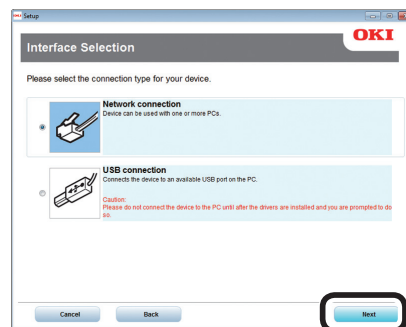 OKI Setup
OKI
Interface Selection
Please select the connection type for your device.
Network connection
Device can be used with one or more PCs.
USB connection
Connects the device to an available USB port on the PC.
Caution:
Please do not connect the device to the PC until after the drivers are installed and you are prompted to do
so.
Cancel Back Next